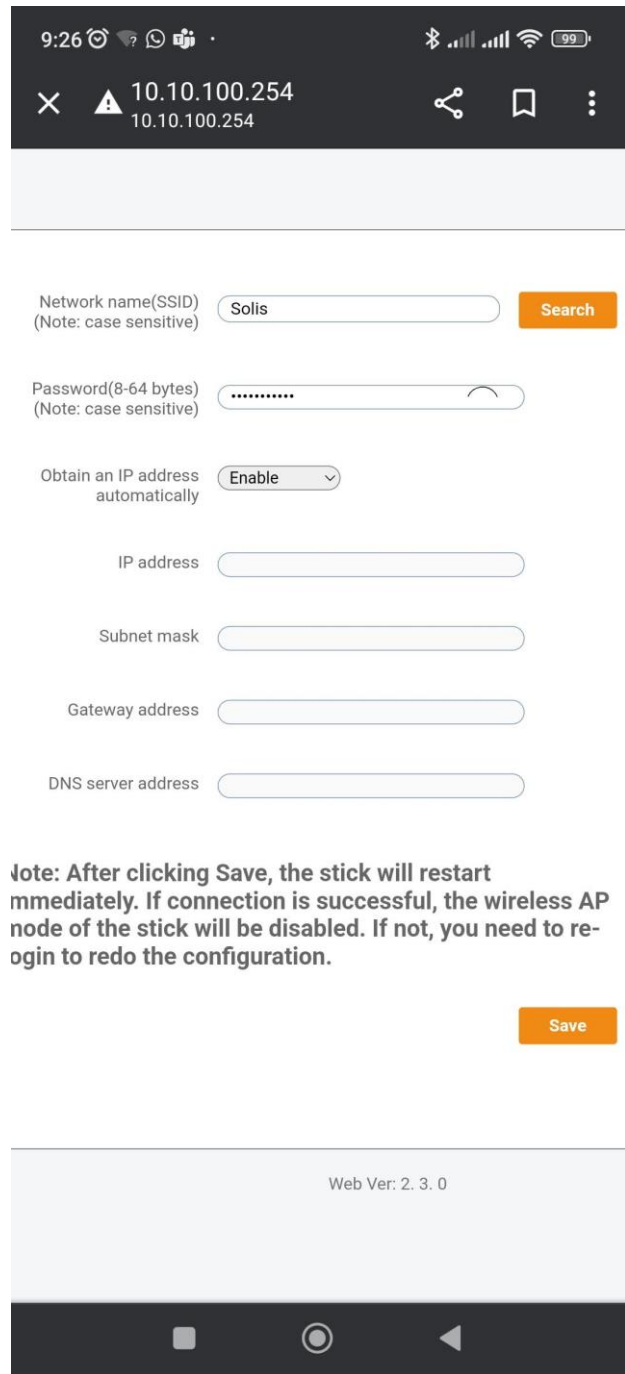 9:26
99
10.10.100.254
10.10.100.254
Network name(SSID)
(Note: case sensitive)
Solis
Search
Password(8-64 bytes)
(Note: case sensitive)
•••••••••••
Obtain an IP address
automatically
Enable
IP address
Subnet mask
Gateway address
DNS server address
Note: After clicking Save, the stick will restart
immediately. If connection is successful, the wireless AP
mode of the stick will be disabled. If not, you need to re-
login to redo the configuration.
Save
Web Ver: 2. 3. 0